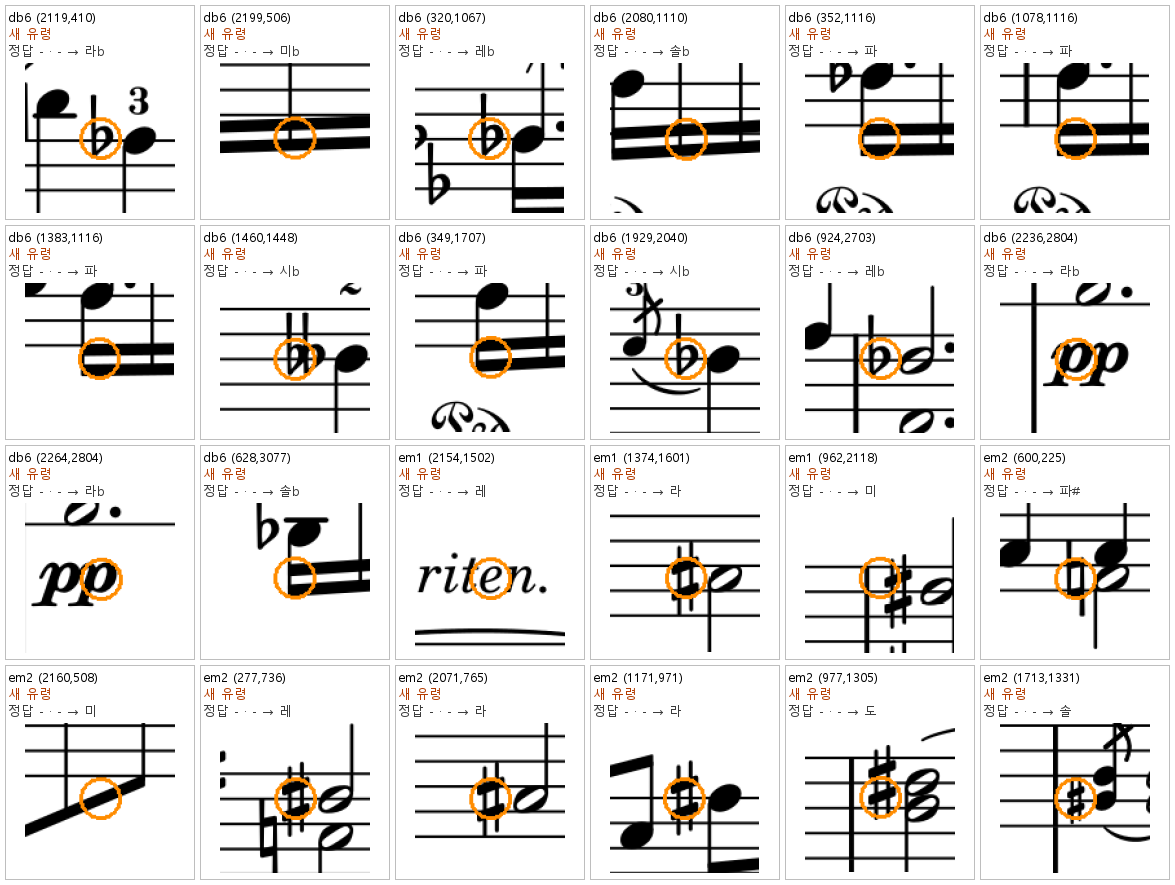 db6 (2119,410)
새 유령
정답 - · - → 라b
3
db6 (2199,506)
새 유령
정답 - · - → 미b
db6 (320,1067)
새 유령
정답 - · - → 레b
db6 (2080,1110)
새 유령
정답 - · - → 솔b
db6 (352,1116)
새 유령
정답 - · - → 파
db6 (1078,1116)
새 유령
정답 - · - → 파
db6 (1383,1116)
새 유령
정답 - · - → 파
db6 (1460,1448)
새 유령
정답 - · - → 시b
db6 (349,1707)
새 유령
정답 - · - → 파
db6 (1929,2040)
새 유령
정답 - · - → 시b
db6 (924,2703)
새 유령
정답 - · - → 레b
db6 (2236,2804)
새 유령
정답 - · - → 라b
pp
db6 (2264,2804)
새 유령
정답 - · - → 라b
pp
db6 (628,3077)
새 유령
정답 - · - → 솔b
em1 (2154,1502)
새 유령
정답 - · - → 레
riten.
em1 (1374,1601)
새 유령
정답 - · - → 라
em1 (962,2118)
새 유령
정답 - · - → 미
em2 (600,225)
새 유령
정답 - · - → 파#
em2 (2160,508)
새 유령
정답 - · - → 미
em2 (277,736)
새 유령
정답 - · - → 레
em2 (2071,765)
새 유령
정답 - · - → 라
em2 (1171,971)
새 유령
정답 - · - → 라
em2 (977,1305)
새 유령
정답 - · - → 도
em2 (1713,1331)
새 유령
정답 - · - → 솔